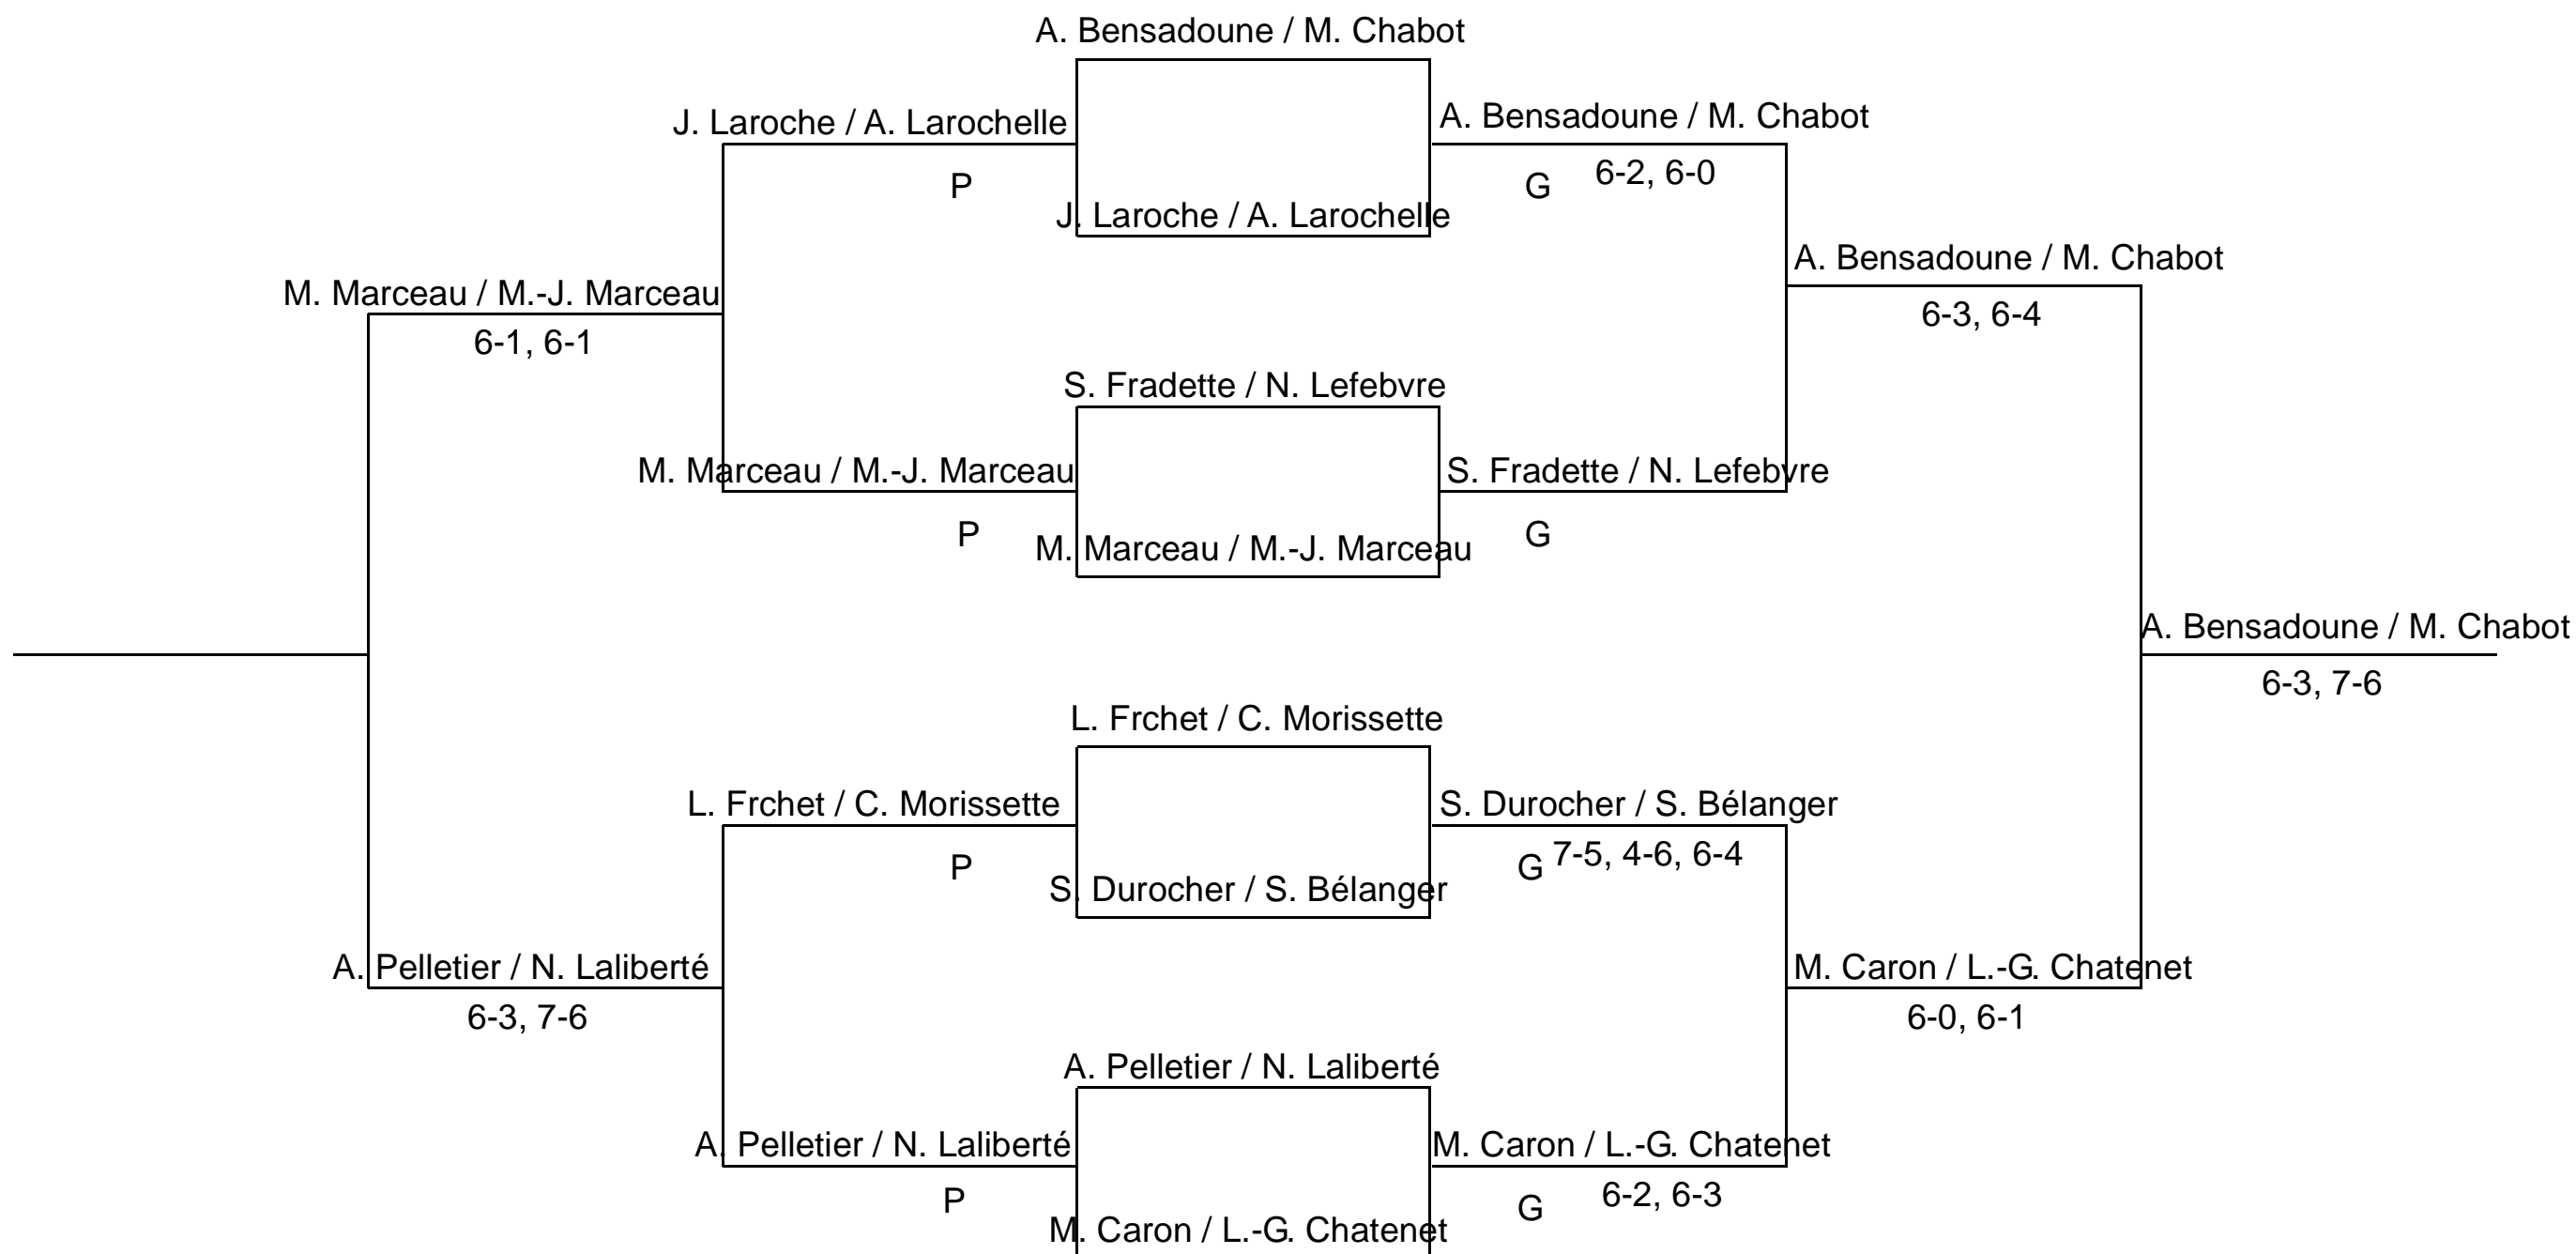 A. Bensadoune / M. Chabot
J. Laroche / A. Larochelle
A. Bensadoune / M. Chabot
P
G
6-2, 6-0
J. Laroche / A. Larochelle
M. Marceau / M.-J. Marceau
A. Bensadoune / M. Chabot
6-1, 6-1
6-3, 6-4
S. Fradette / N. Lefebvre
M. Marceau / M.-J. Marceau
S. Fradette / N. Lefebvre
P
M. Marceau / M.-J. Marceau
G
A. Bensadoune / M. Chabot
6-3, 7-6
L. Frchet / C. Morissette
L. Frchet / C. Morissette
S. Durocher / S. Bélanger
P
G
7-5, 4-6, 6-4
S. Durocher / S. Bélanger
A. Pelletier / N. Laliberté
M. Caron / L.-G. Chatenet
6-3, 7-6
6-0, 6-1
A. Pelletier / N. Laliberté
A. Pelletier / N. Laliberté
M. Caron / L.-G. Chatenet
P
G
6-2, 6-3
M. Caron / L.-G. Chatenet